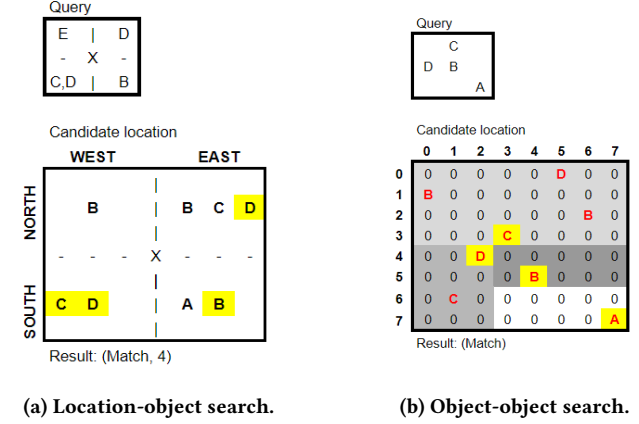 Query
E | D
- X -
C,D | B
Candidate location
WEST EAST
NORTH
B B C D
- - - X - - -
SOUTH
C D A B
Result: (Match, 4)
(a) Location-object search.
Query
C
D B
A
Candidate location
0 1 2 3 4 5 6 7
0 0 0 0 0 0 D 0 0
1 B 0 0 0 0 0 0 0
2 0 0 0 0 0 0 B 0
3 0 0 0 C 0 0 0 0
4 0 0 D 0 0 0 0 0
5 0 0 0 0 B 0 0 0
6 0 C 0 0 0 0 0 0
7 0 0 0 0 0 0 0 A
Result: (Match)
(b) Object-object search.